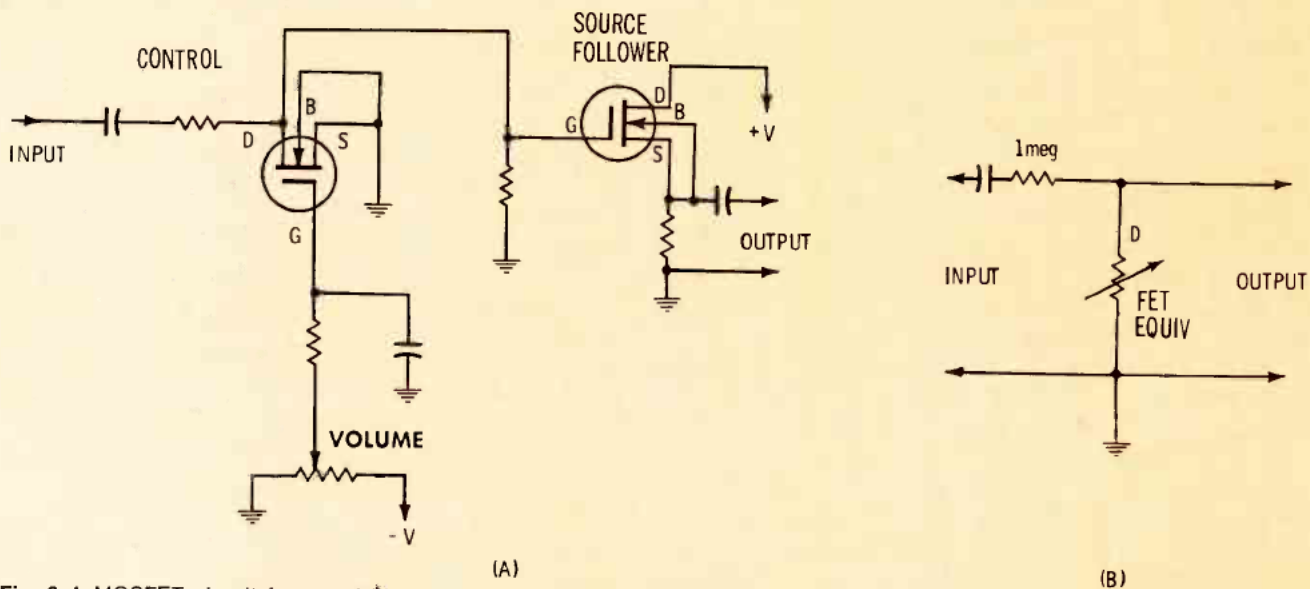 CONTROL
SOURCE
FOLLOWER
INPUT
D
B
S
G
G
D
B
S
+V
OUTPUT
VOLUME
- V
(A)
1meg
D
INPUT
FET
EQUIV
OUTPUT
(B)